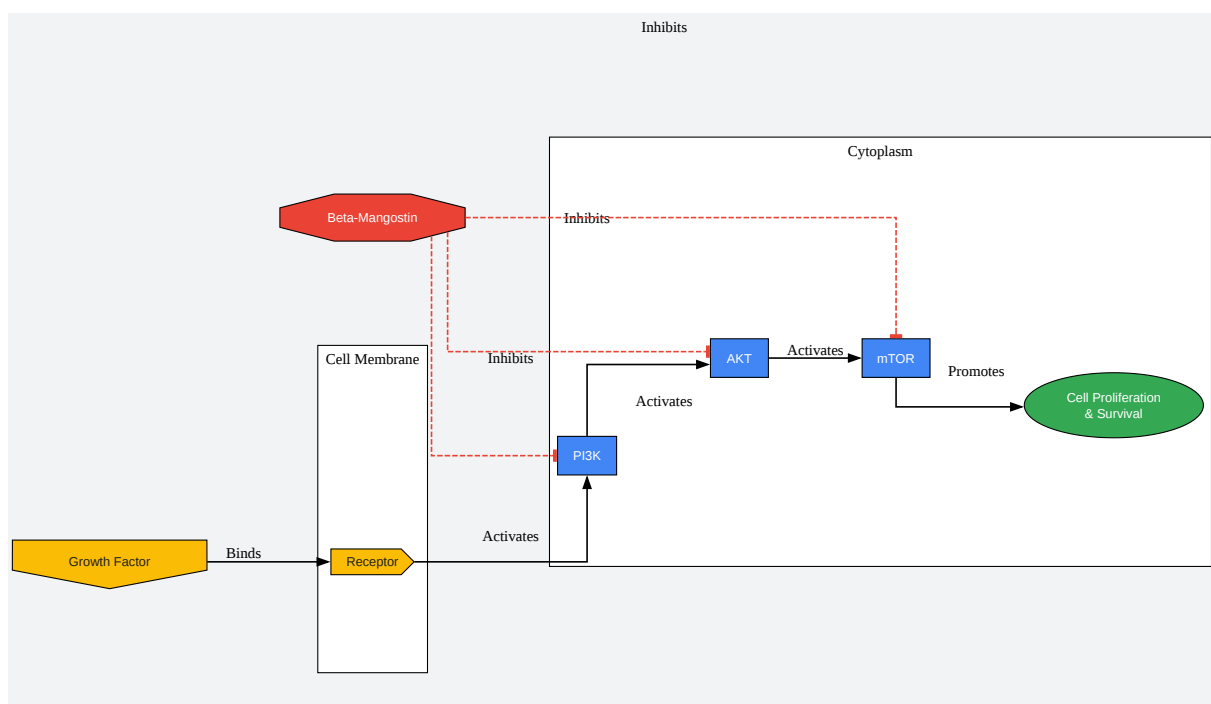 Inhibits
Cytoplasm
Beta-Mangostin
Inhibits
Cell Membrane
Inhibits
AKT
Activates
mTOR
Promotes
Cell Proliferation
& Survival
Activates
PI3K
Activates
Growth Factor
Binds
Receptor